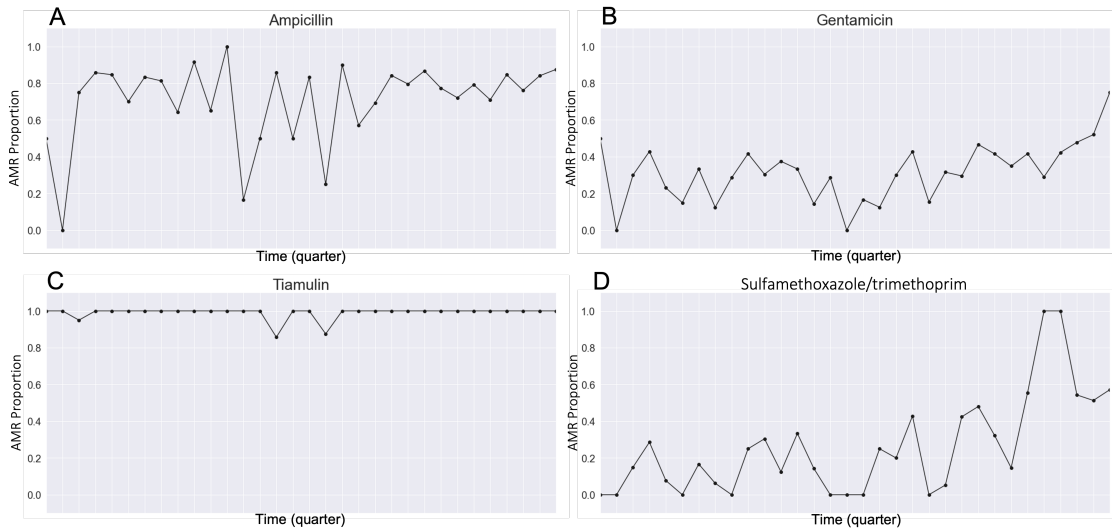 A
Ampicillin
1.0
0.8
0.6
0.4
0.2
0.0
AMR Proportion
Time (quarter)
B
Gentamicin
1.0
0.8
0.6
0.4
0.2
0.0
AMR Proportion
Time (quarter)
C
Tiamulin
1.0
0.8
0.6
0.4
0.2
0.0
AMR Proportion
Time (quarter)
D
Sulfamethoxazole/trimethoprim
1.0
0.8
0.6
0.4
0.2
0.0
AMR Proportion
Time (quarter)